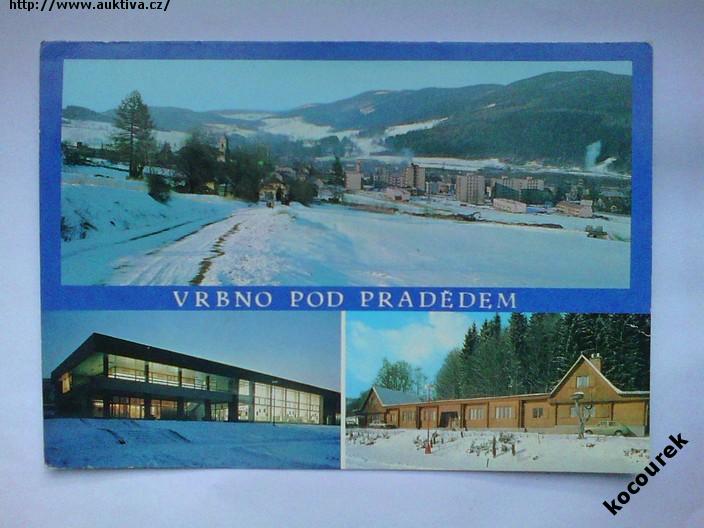 http://www.auktiva.cz/
VRBNO POD PRADĚDEM
kocourek